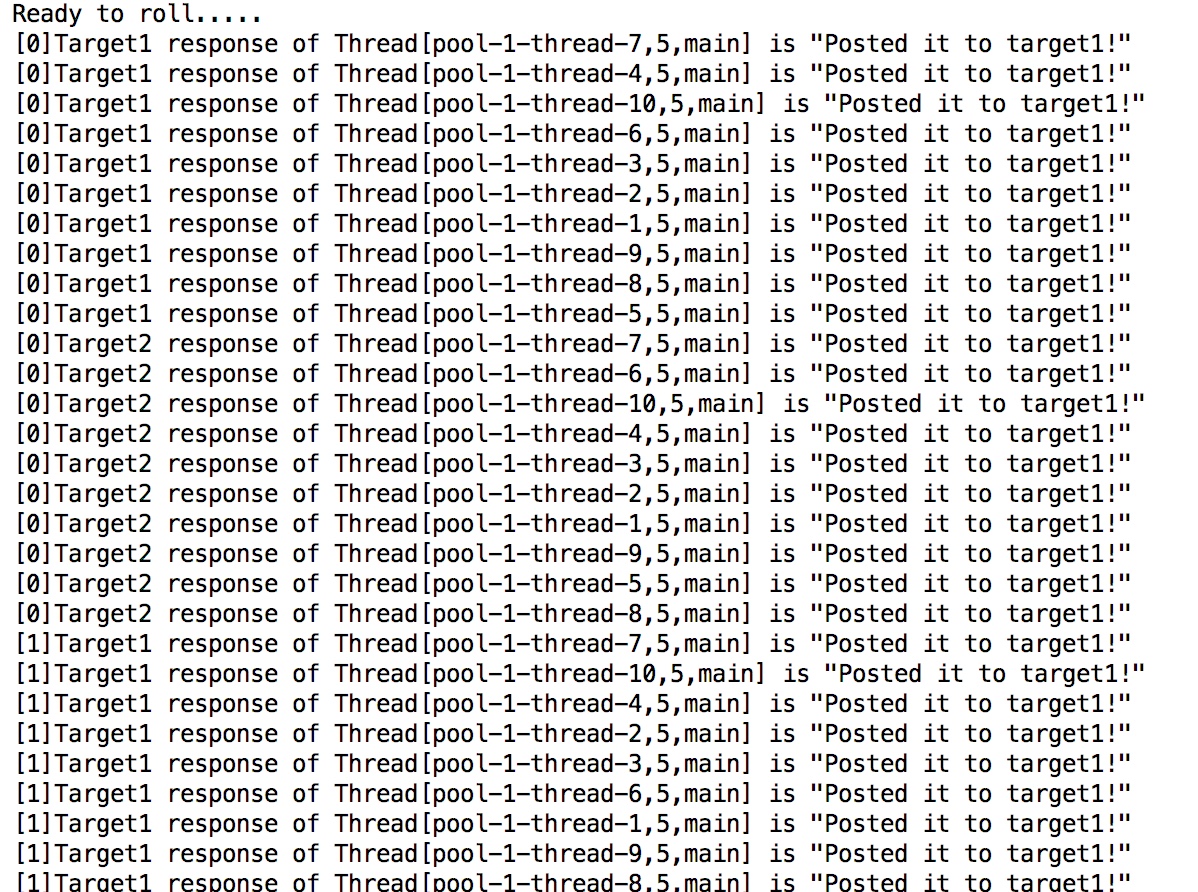 Ready to roll.....
[0]Target1 response of Thread[pool-1-thread-7,5,main] is "Posted it to target1!"
[0]Target1 response of Thread[pool-1-thread-4,5,main] is "Posted it to target1!"
[0]Target1 response of Thread[pool-1-thread-10,5,main] is "Posted it to target1!"
[0]Target1 response of Thread[pool-1-thread-6,5,main] is "Posted it to target1!"
[0]Target1 response of Thread[pool-1-thread-3,5,main] is "Posted it to target1!"
[0]Target1 response of Thread[pool-1-thread-2,5,main] is "Posted it to target1!"
[0]Target1 response of Thread[pool-1-thread-1,5,main] is "Posted it to target1!"
[0]Target1 response of Thread[pool-1-thread-9,5,main] is "Posted it to target1!"
[0]Target1 response of Thread[pool-1-thread-8,5,main] is "Posted it to target1!"
[0]Target1 response of Thread[pool-1-thread-5,5,main] is "Posted it to target1!"
[0]Target2 response of Thread[pool-1-thread-7,5,main] is "Posted it to target1!"
[0]Target2 response of Thread[pool-1-thread-6,5,main] is "Posted it to target1!"
[0]Target2 response of Thread[pool-1-thread-10,5,main] is "Posted it to target1!"
[0]Target2 response of Thread[pool-1-thread-4,5,main] is "Posted it to target1!"
[0]Target2 response of Thread[pool-1-thread-3,5,main] is "Posted it to target1!"
[0]Target2 response of Thread[pool-1-thread-2,5,main] is "Posted it to target1!"
[0]Target2 response of Thread[pool-1-thread-1,5,main] is "Posted it to target1!"
[0]Target2 response of Thread[pool-1-thread-9,5,main] is "Posted it to target1!"
[0]Target2 response of Thread[pool-1-thread-5,5,main] is "Posted it to target1!"
[0]Target2 response of Thread[pool-1-thread-8,5,main] is "Posted it to target1!"
[1]Target1 response of Thread[pool-1-thread-7,5,main] is "Posted it to target1!"
[1]Target1 response of Thread[pool-1-thread-10,5,main] is "Posted it to target1!"
[1]Target1 response of Thread[pool-1-thread-4,5,main] is "Posted it to target1!"
[1]Target1 response of Thread[pool-1-thread-2,5,main] is "Posted it to target1!"
[1]Target1 response of Thread[pool-1-thread-3,5,main] is "Posted it to target1!"
[1]Target1 response of Thread[pool-1-thread-6,5,main] is "Posted it to target1!"
[1]Target1 response of Thread[pool-1-thread-1,5,main] is "Posted it to target1!"
[1]Target1 response of Thread[pool-1-thread-9,5,main] is "Posted it to target1!"
[1]Target1 response of Thread[pool-1-thread-8,5,main] is "Posted it to target1!"